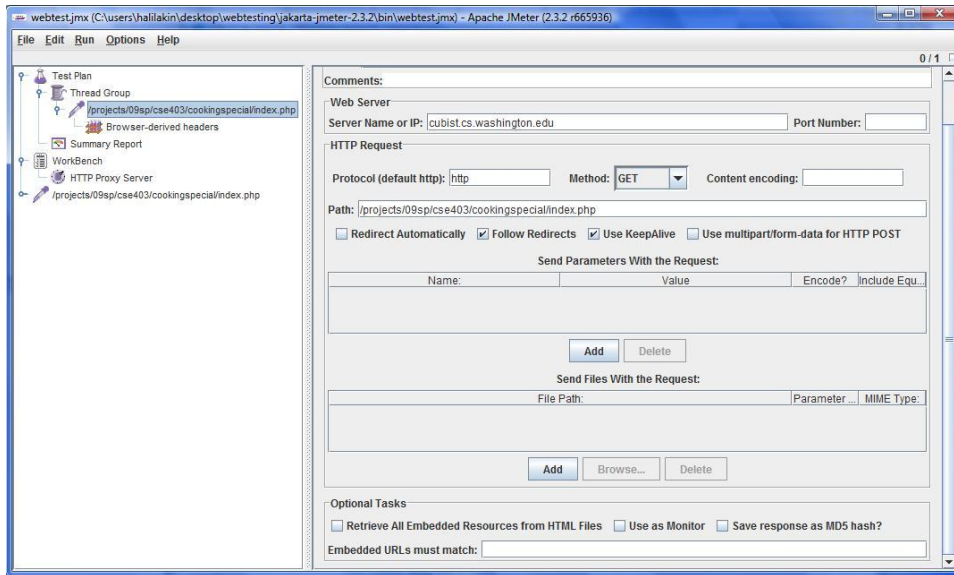 webtest.jmx (C:\users\halilakin\desktop\webtesting\jakarta-jmeter-2.3.2\bin\webtest.jmx) - Apache JMeter (2.3.2 r665936)
File Edit Run Options Help
0 / 1
Test Plan
Thread Group
/projects/09sp/cse403/cookingspecial/index.php
Browser-derived headers
Summary Report
WorkBench
HTTP Proxy Server
/projects/09sp/cse403/cookingspecial/index.php
Comments:
Web Server
Server Name or IP: cubist.cs.washington.edu Port Number:
HTTP Request
Protocol (default http): http Method: GET Content encoding:
Path: /projects/09sp/cse403/cookingspecial/index.php
Redirect Automatically Follow Redirects Use KeepAlive Use multipart/form-data for HTTP POST
Send Parameters With the Request:
Name: Value Encode? Include Equ...
Add Delete
Send Files With the Request:
File Path: Parameter ... MIME Type:
Add Browse... Delete
Optional Tasks
Retrieve All Embedded Resources from HTML Files Use as Monitor Save response as MD5 hash?
Embedded URLs must match: